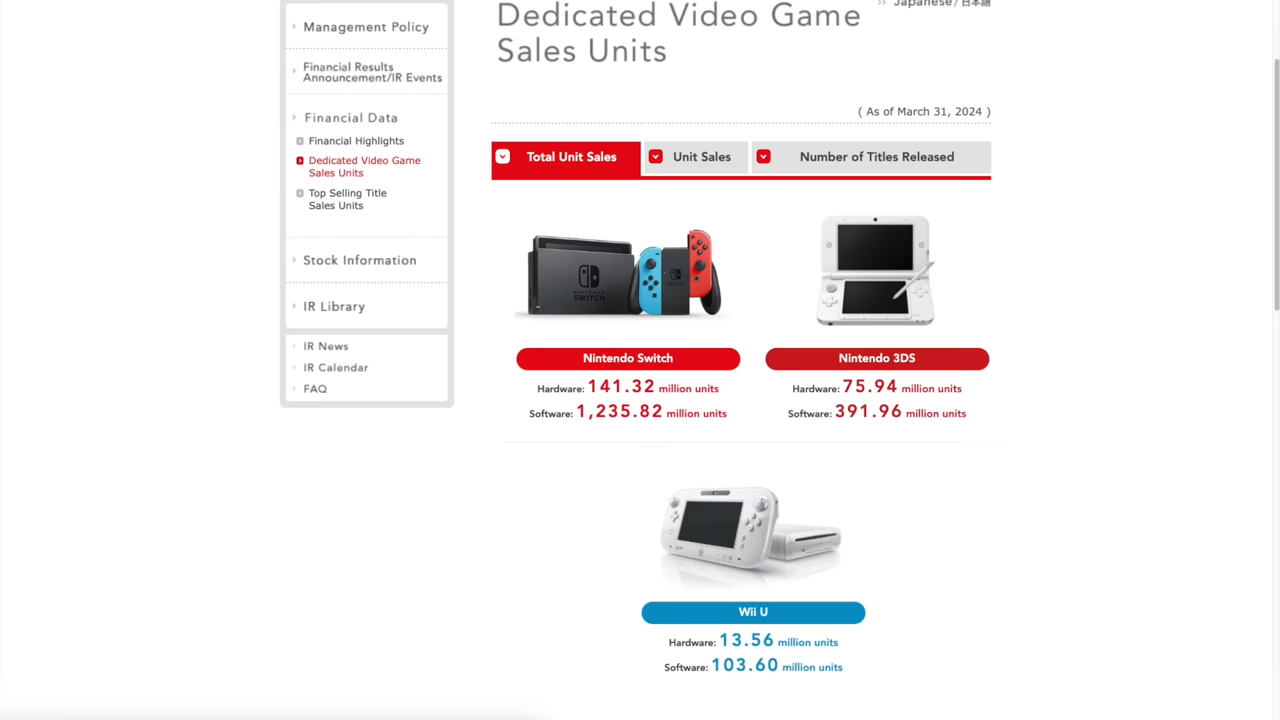 Japanese / 日本語
Dedicated Video Game
Sales Units
Management Policy
Financial Results
Announcement/IR Events
Financial Data
Financial Highlights
Dedicated Video Game
Sales Units
Top Selling Title
Sales Units
Stock Information
IR Library
IR News
IR Calendar
FAQ
( As of March 31, 2024 )
Total Unit Sales
Unit Sales
Number of Titles Released
NINTENDO
SWITCH
Nintendo Switch
Hardware: 141.32 million units
Software: 1,235.82 million units
Nintendo 3DS
Hardware: 75.94 million units
Software: 391.96 million units
Wii U
Hardware: 13.56 million units
Software: 103.60 million units